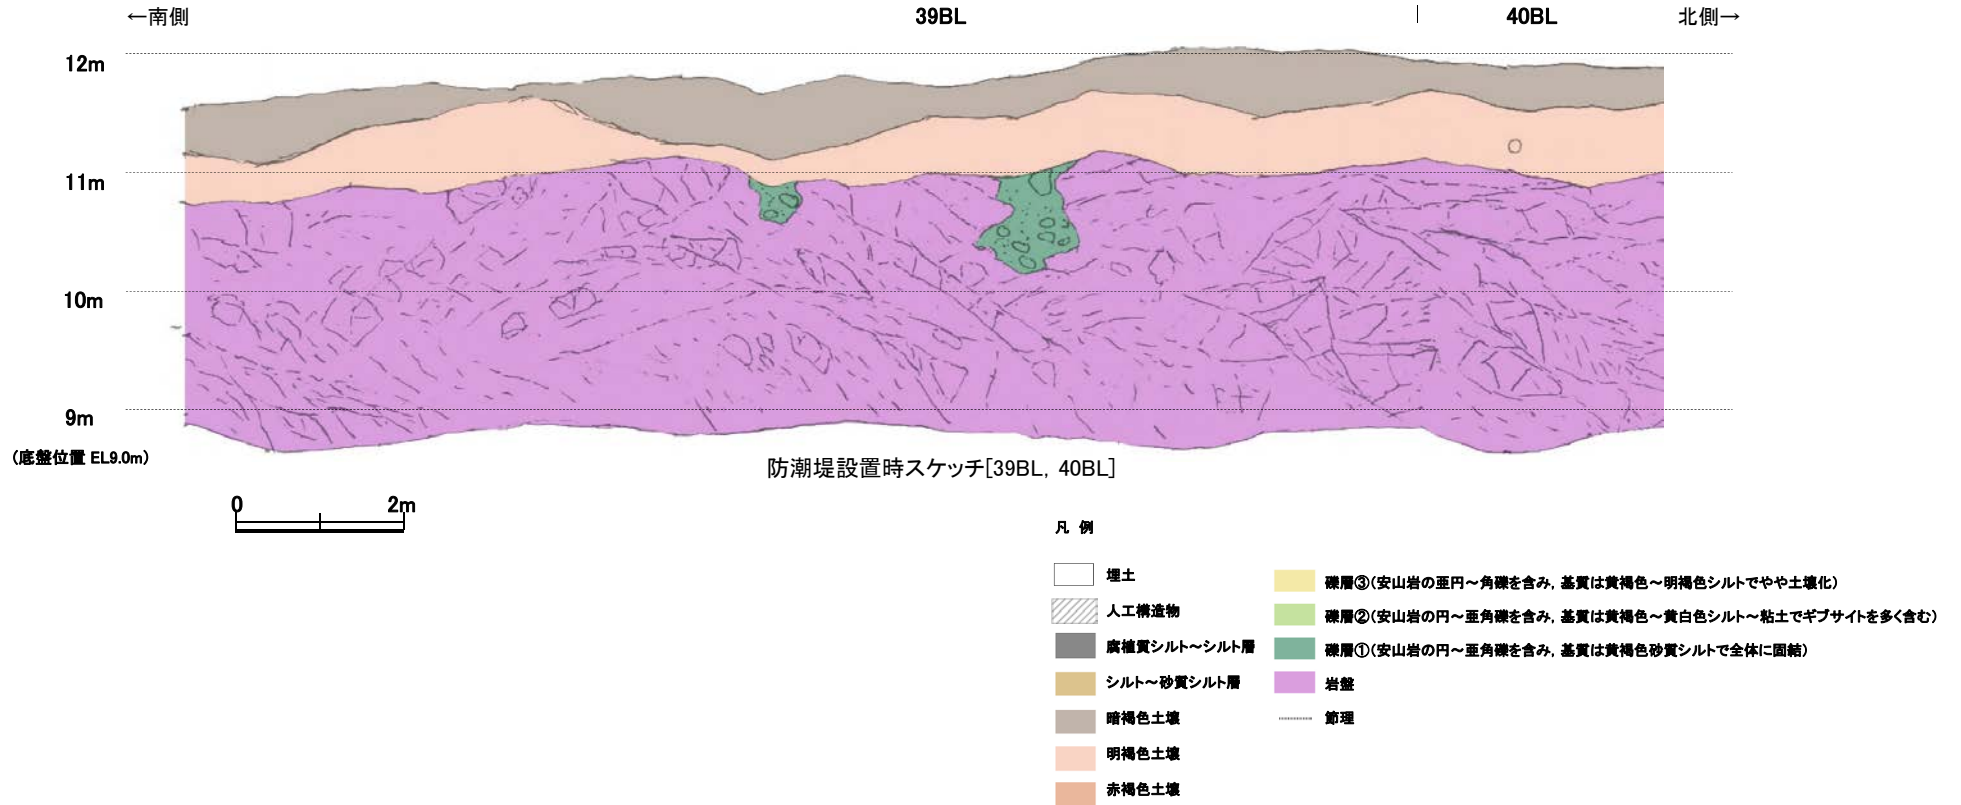 ←南側 39BL 40BL 北側→
12m
11m
10m
9m
(底盤位置 EL9.0m)
防潮堤設置時スケッチ[39BL, 40BL]
0 2m
凡 例
埋土
人工構造物
腐植質シルト～シルト層
シルト～砂質シルト層
暗褐色土壌
明褐色土壌
赤褐色土壌
礫層③(安山岩の亜円～角礫を含み, 基質は黄褐色～明褐色シルトでやや土壌化)
礫層②(安山岩の円～亜角礫を含み, 基質は黄褐色～黄白色シルト～粘土でギブサイトを多く含む)
礫層①(安山岩の円～亜角礫を含み, 基質は黄褐色砂質シルトで全体に固結)
岩盤
節理